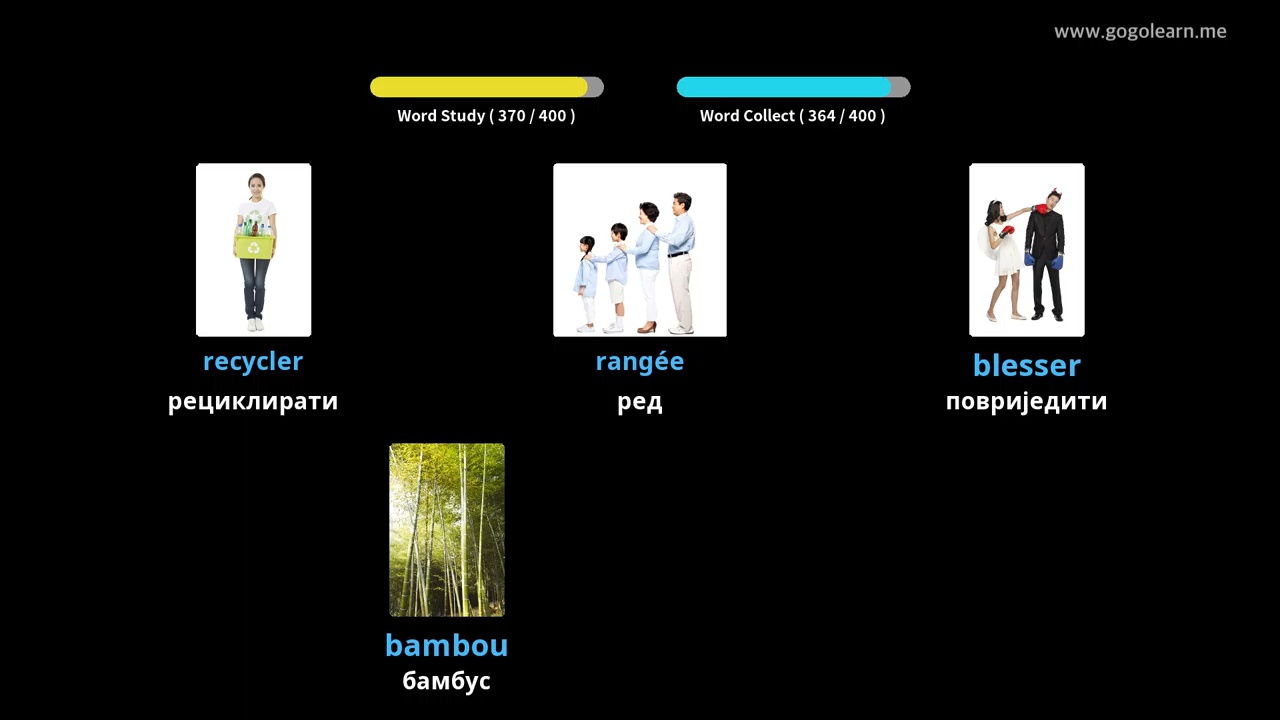 www.gogolearn.me
Word Study ( 370 / 400 )
Word Collect ( 364 / 400 )
recycler
rangée
blesser
рециклирати
ред
повриједити
bambou
бамбус